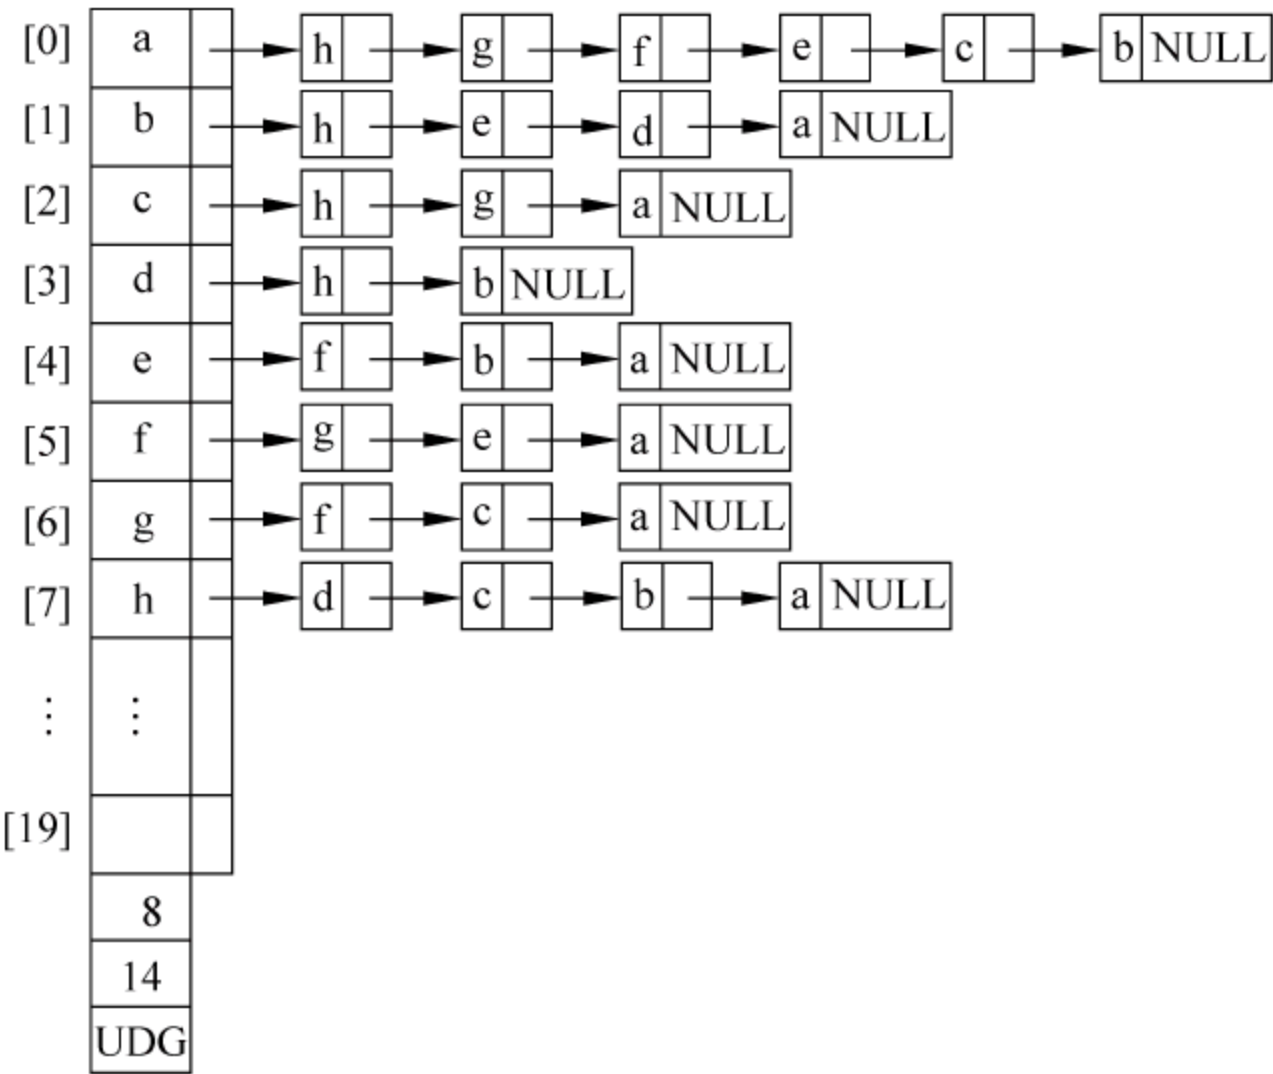 [0] a h g f e c b NULL
[1] b h e d a NULL
[2] c h g a NULL
[3] d h b NULL
[4] e f b a NULL
[5] f g e a NULL
[6] g f c a NULL
[7] h d c b a NULL
⋮ ⋮
[19]
8
14
UDG